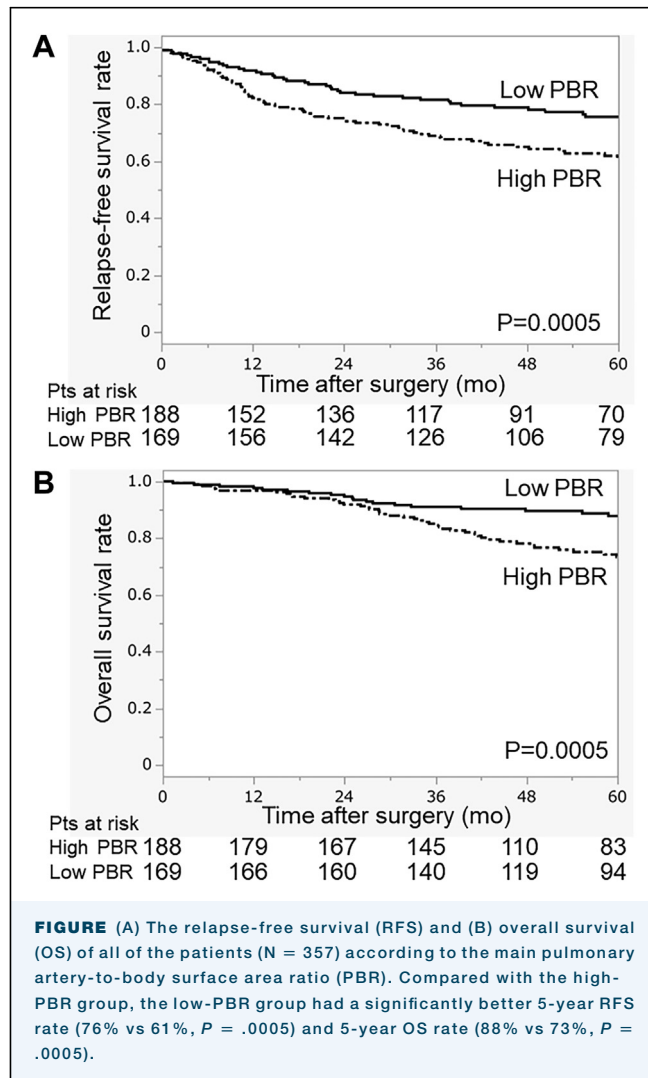 A
Relapse-free survival rate
1.0
0.8
0.6
0.4
0.2
0
Low PBR
High PBR
P=0.0005
0 12 24 36 48 60
Time after surgery (mo)
Pts at risk
High PBR 188 152 136 117 91 70
Low PBR 169 156 142 126 106 79
B
Overall survival rate
1.0
0.8
0.6
0.4
0.2
0
Low PBR
High PBR
P=0.0005
0 12 24 36 48 60
Time after surgery (mo)
Pts at risk
High PBR 188 179 167 145 110 83
Low PBR 169 166 160 140 119 94
FIGURE (A) The relapse-free survival (RFS) and (B) overall survival
(OS) of all of the patients (N = 357) according to the main pulmonary
artery-to-body surface area ratio (PBR). Compared with the high-
PBR group, the low-PBR group had a significantly better 5-year RFS
rate (76% vs 61%, P = .0005) and 5-year OS rate (88% vs 73%, P =
.0005).